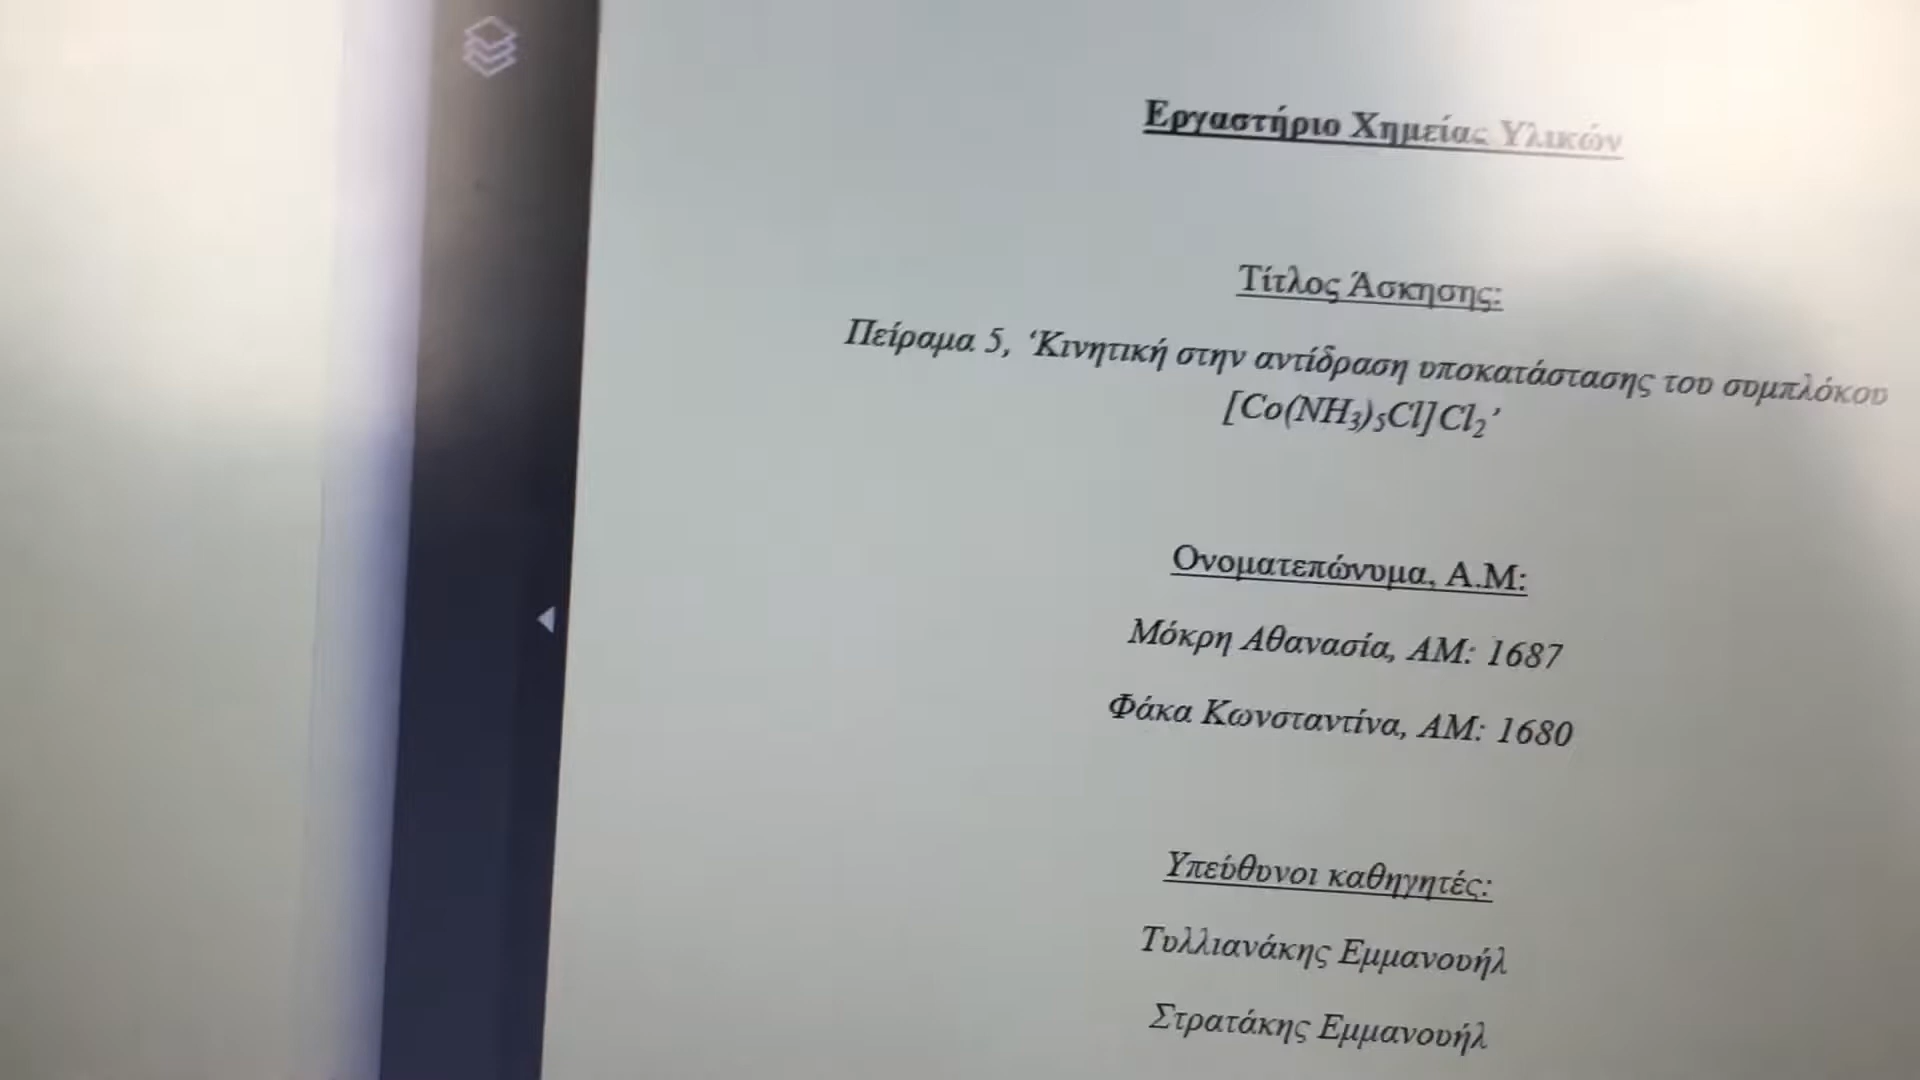 Εργαστήριο Χημείας Υλικών
Τίτλος Άσκησης:
Πείραμα 5, ‘Κινητική στην αντίδραση υποκατάστασης του συμπλόκου
[Co(NH₃)₅Cl]Cl₂’
Ονοματεπώνυμα, Α.Μ:
Μόκρη Αθανασία, ΑΜ: 1687
Φάκα Κωνσταντίνα, ΑΜ: 1680
Υπεύθυνοι καθηγητές:
Τυλλιανάκης Εμμανουήλ
Στρατάκης Εμμανουήλ